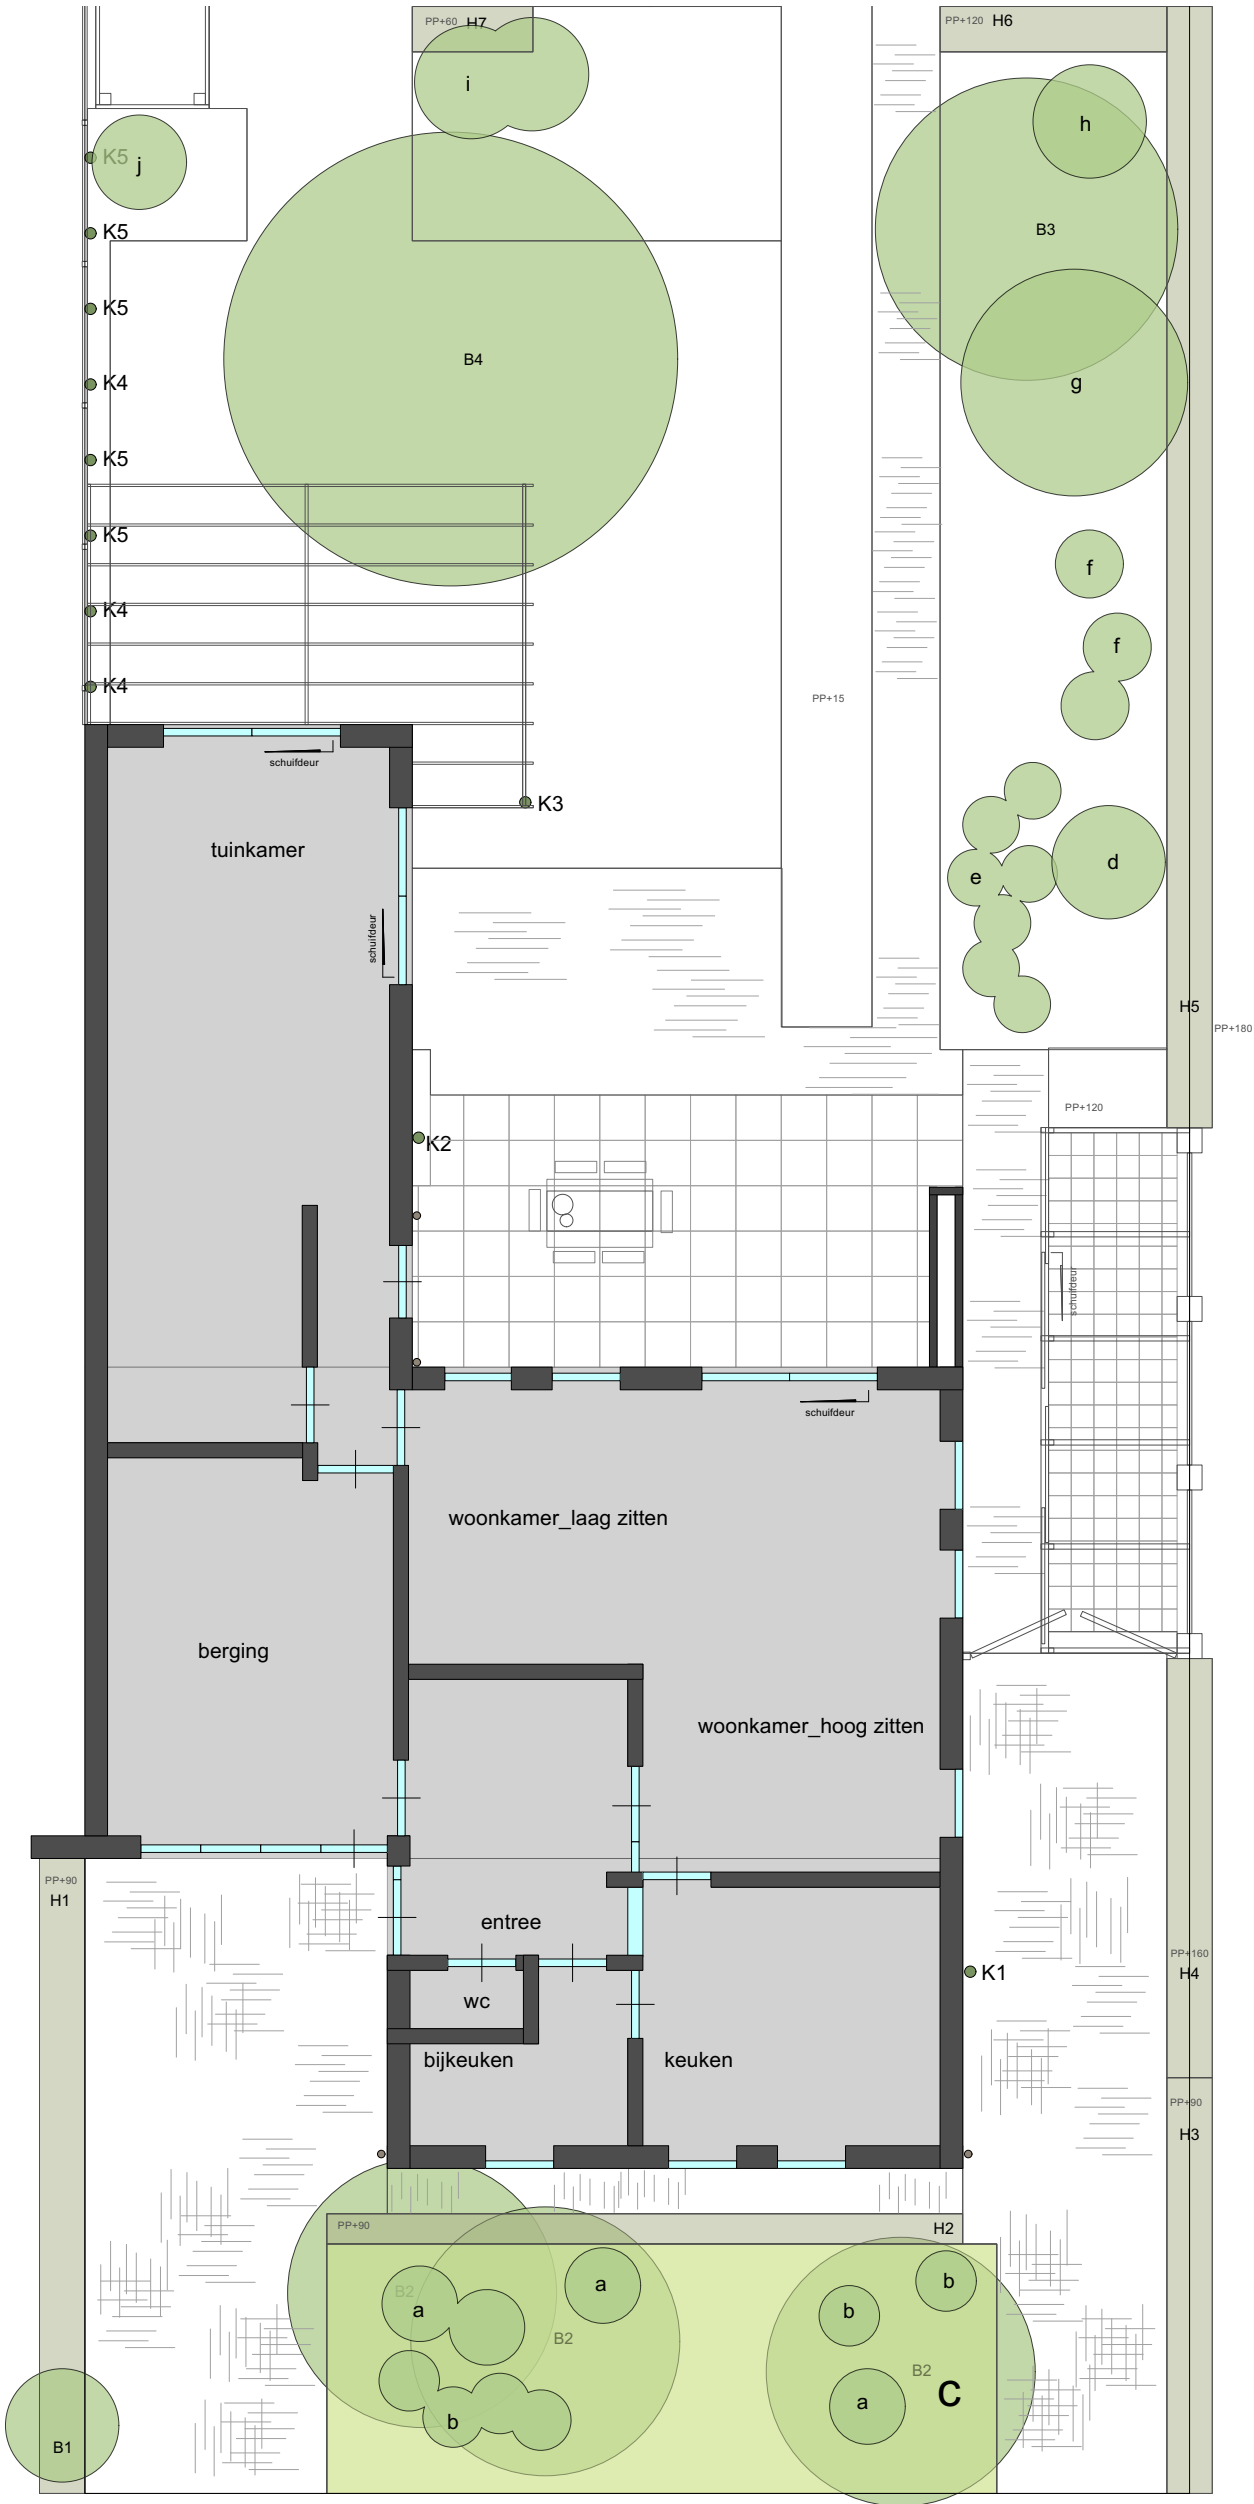 PP+60 H7
PP+120 H6
i
h
K5
j
K5
B3
K5
B4
K4
g
K5
K5
f
K4
f
K4
PP+15
schuifdeur
K3
tuinkamer
d
e
schuifdeur
H5
PP+180
PP+120
K2
schuifdeur
schuifdeur
woonkamer_laag zitten
berging
woonkamer_hoog zitten
PP+90
H1
entree
PP+160
H4
K1
wc
bijkeuken
keuken
PP+90
H3
PP+90
H2
B2
a
a
b
b
B2
B2
C
a
b
B1